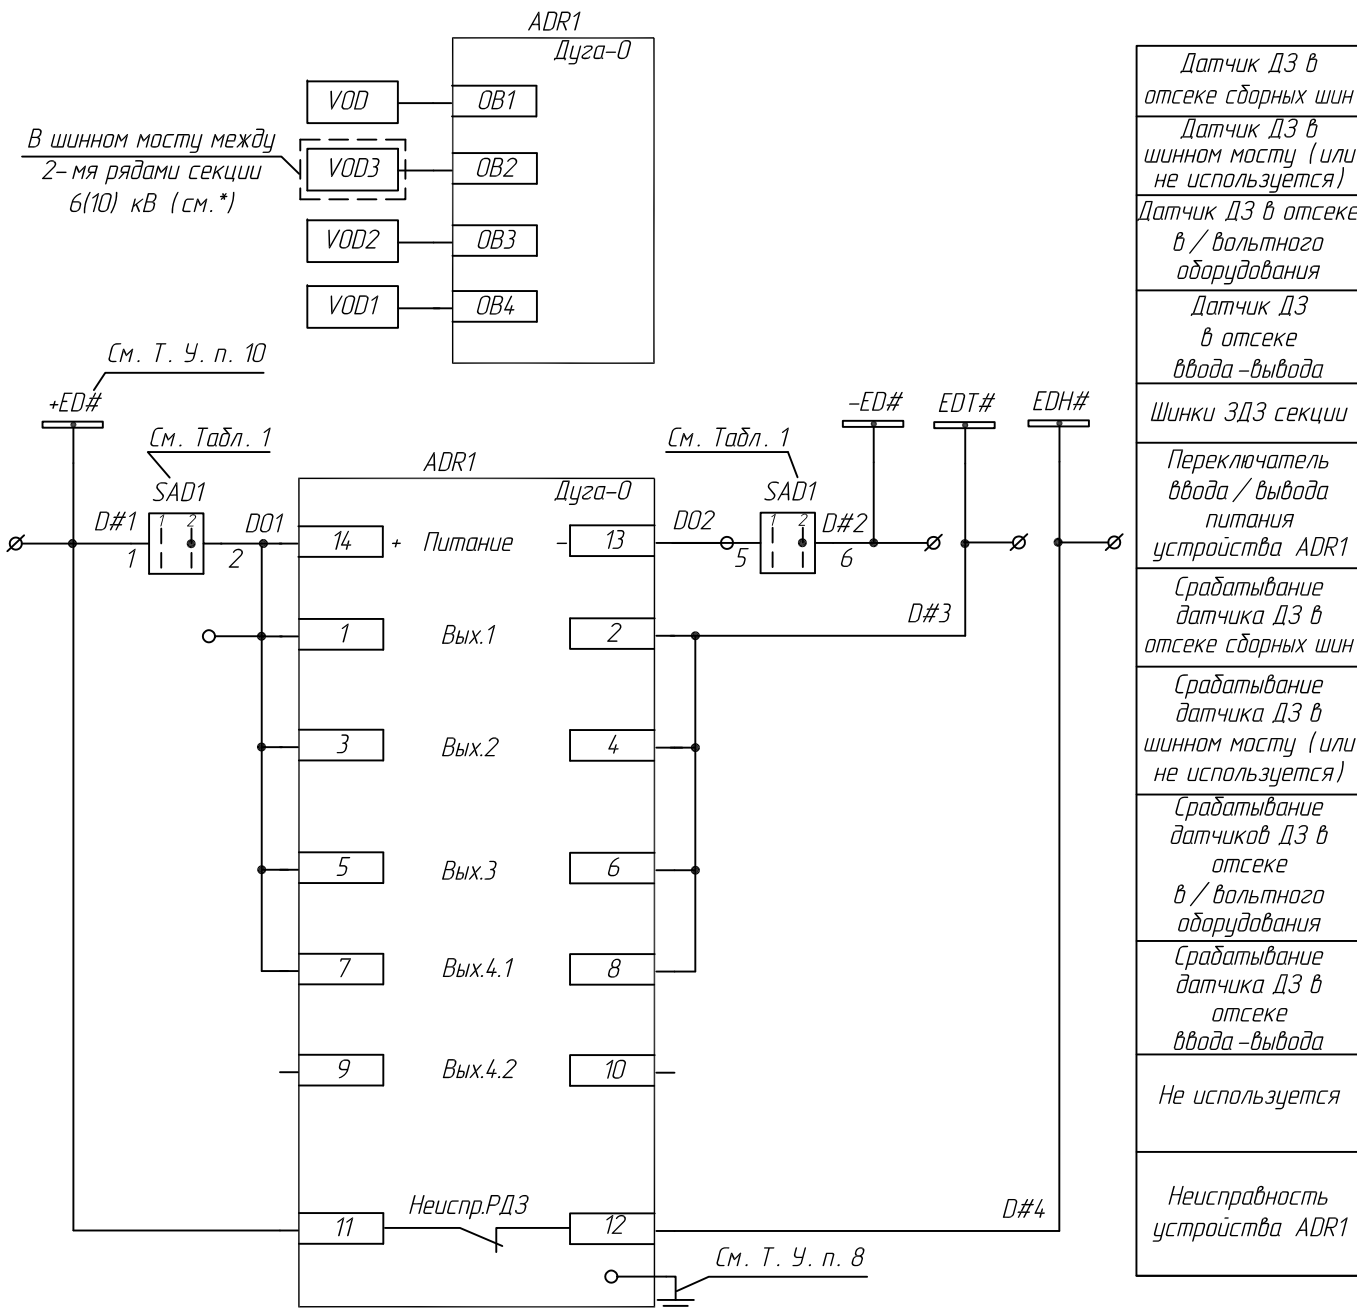 ADR1
Дуга-О
VOD
ОВ1
В шинном мосту между
2-мя рядами секции
6(10) кВ (см.*)
VOD3
ОВ2
VOD2
ОВ3
VOD1
ОВ4
См. Т. У. п. 10
+ED#
См. Табл. 1
SAD1
D#1
1 2
D01
1
2
ADR1
Дуга-О
14
+ Питание -
13
См. Табл. 1
SAD1
D02
1 2
D#2
5
6
-ED#
EDT#
EDH#
1
Вых.1
2
D#3
3
Вых.2
4
5
Вых.3
6
7
Вых.4.1
8
9
Вых.4.2
10
11
Неиспр.РДЗ
12
D#4
См. Т. У. п. 8
Датчик ДЗ в
отсеке сборных шин
Датчик ДЗ в
шинном мосту (или
не используется)
Датчик ДЗ в отсеке
в/вольтного
оборудования
Датчик ДЗ
в отсеке
ввода-вывода
Шинки ЗДЗ секции
Переключатель
ввода/вывода
питания
устройства ADR1
Срабатывание
датчика ДЗ в
отсеке сборных шин
Срабатывание
датчика ДЗ в
шинном мосту (или
не используется)
Срабатывание
датчиков ДЗ в
отсеке
в/вольтного
оборудования
Срабатывание
датчика ДЗ в
отсеке
ввода-вывода
Не используется
Неисправность
устройства ADR1